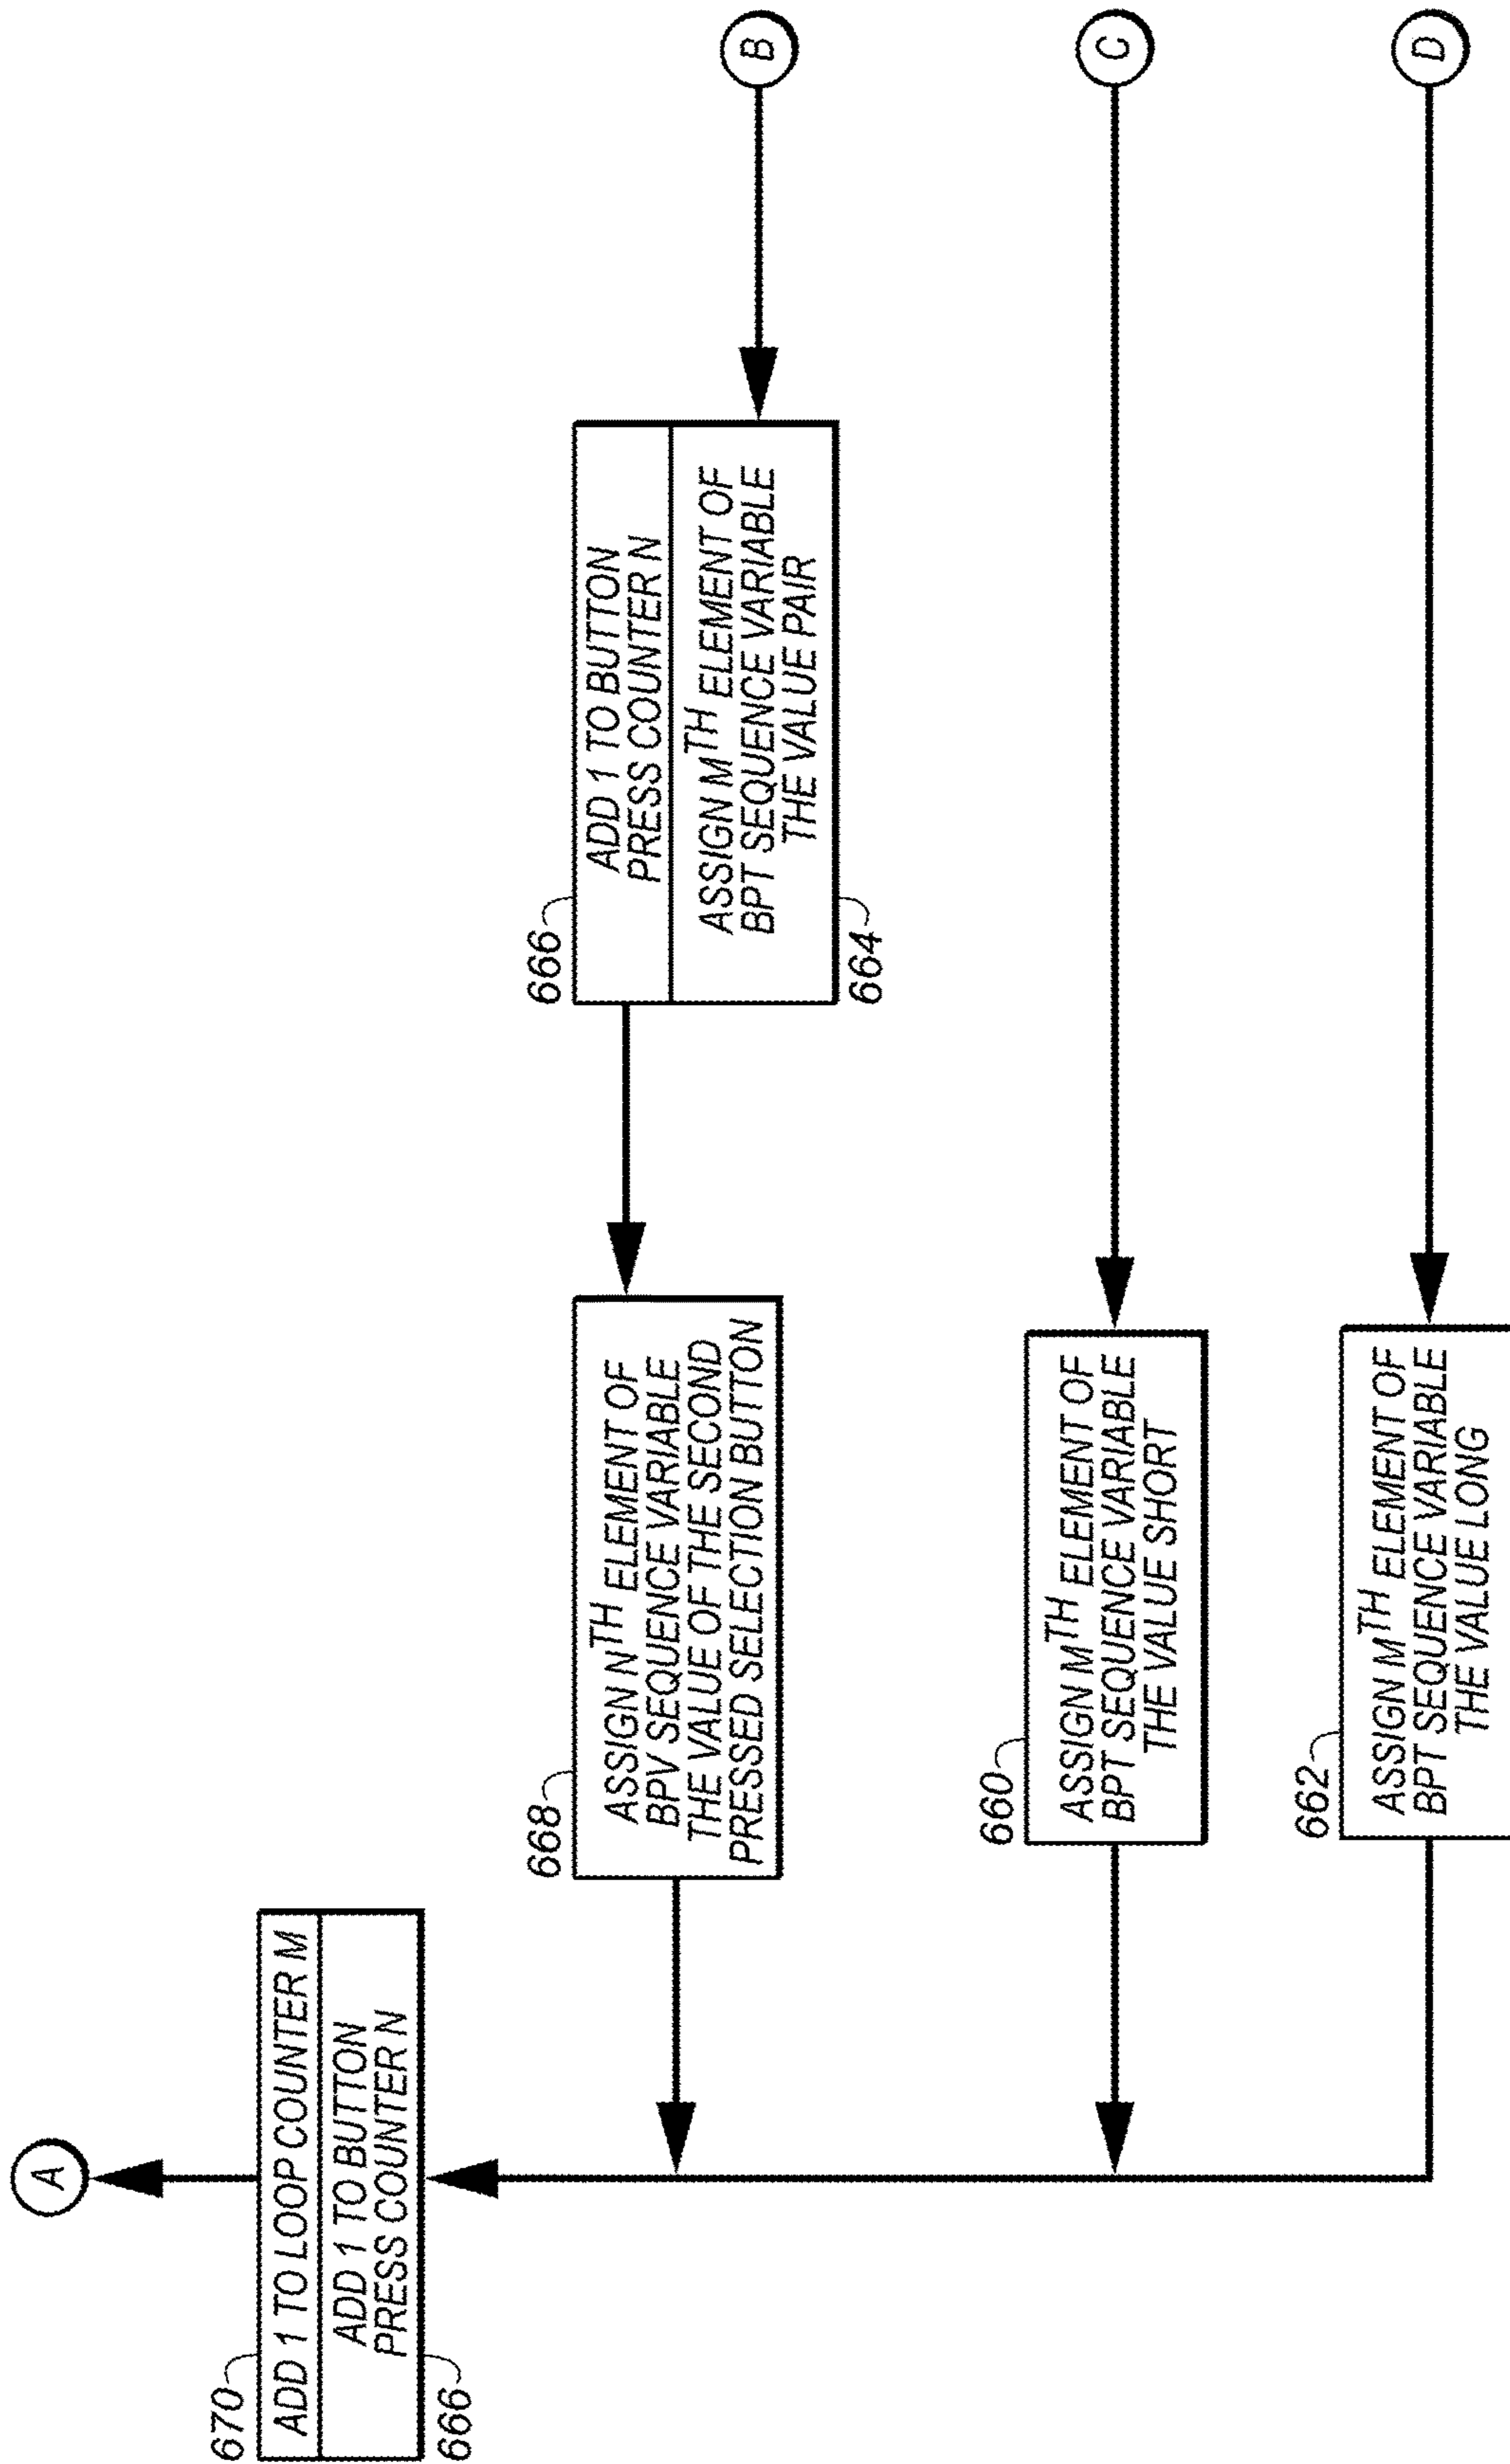 A
670
ADD 1 TO LOOP COUNTER M
ADD 1 TO BUTTON
PRESS COUNTER N
666
668
ASSIGN NTH ELEMENT OF
BPV SEQUENCE VARIABLE
THE VALUE OF THE SECOND
PRESSED SELECTION BUTTON
666
ADD 1 TO BUTTON
PRESS COUNTER N
ASSIGN MTH ELEMENT OF
BPT SEQUENCE VARIABLE
THE VALUE PAIR
664
B
660
ASSIGN MTH ELEMENT OF
BPT SEQUENCE VARIABLE
THE VALUE SHORT
C
662
ASSIGN MTH ELEMENT OF
BPT SEQUENCE VARIABLE
THE VALUE LONG
D